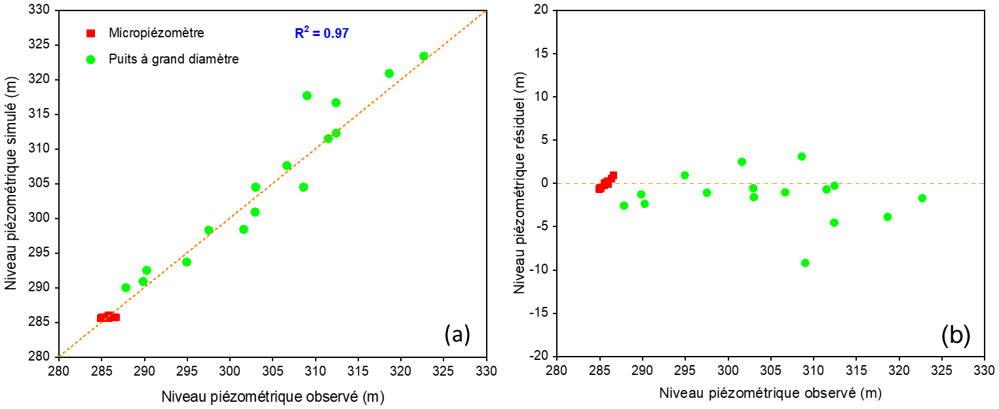 330
325
320
315
310
305
300
295
290
285
280
Niveau piézométrique simulé (m)
Micropiézomètre
Puits à grand diamètre
R² = 0.97
(a)
280 285 290 295 300 305 310 315 320 325 330
Niveau piézométrique observé (m)
20
15
10
5
0
-5
-10
-15
-20
Niveau piézométrique résiduel (m)
(b)
280 285 290 295 300 305 310 315 320 325 330
Niveau piézométrique observé (m)